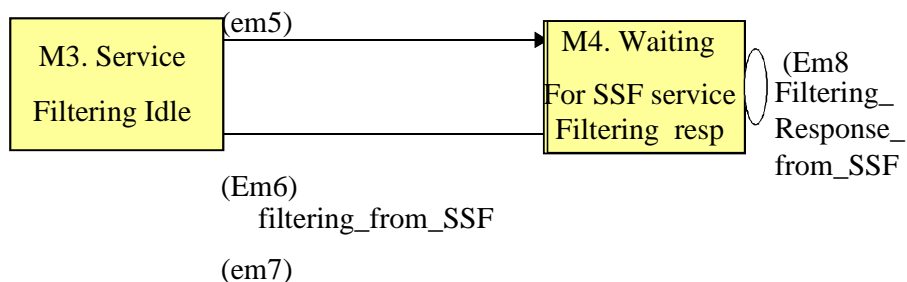 (em5)
M3. Service
Filtering Idle
M4. Waiting
For SSF service
Filtering resp
(Em8
Filtering_
Response_
from_SSF
(Em6)
filtering_from_SSF
(em7)